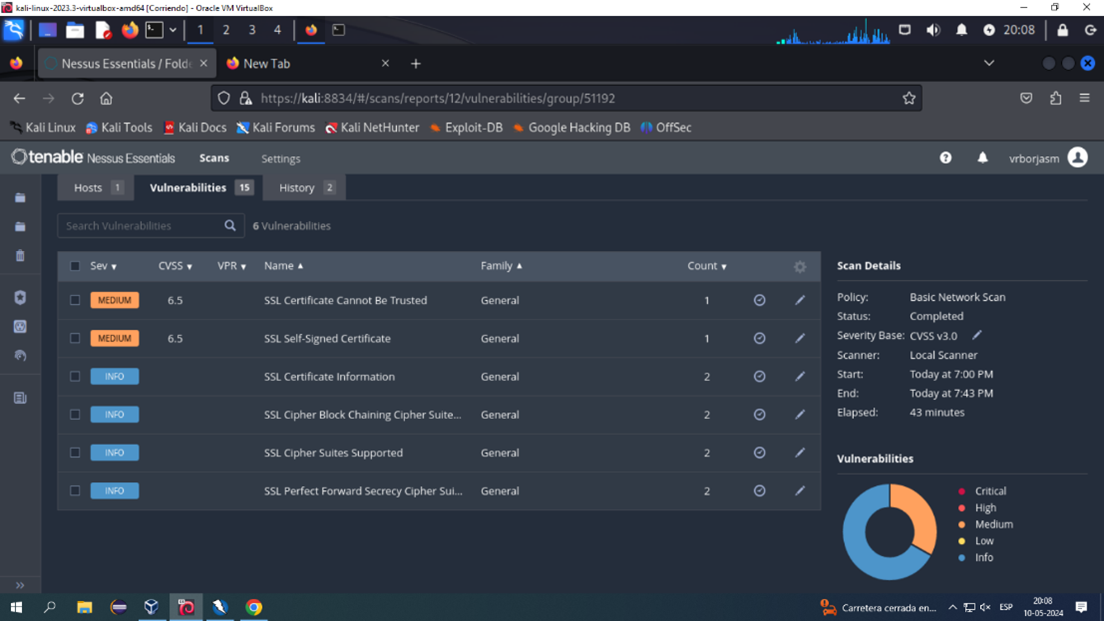 kali-linux-2023.3-virtualbox-amd64 [Corriendo] - Oracle VM VirtualBox
1 2 3 4 20:08
Nessus Essentials / Folde New Tab
https://kali:8834/#/scans/reports/12/vulnerabilities/group/51192
Kali Linux Kali Tools Kali Docs Kali Forums Kali NetHunter Exploit-DB Google Hacking DB OffSec
tenable Nessus Essentials Scans Settings vrborjasm
Hosts 1 Vulnerabilities 15 History 2
Search Vulnerabilities 6 Vulnerabilities
Sev CVSS VPR Name Family Count
MEDIUM 6.5 SSL Certificate Cannot Be Trusted General 1
MEDIUM 6.5 SSL Self-Signed Certificate General 1
INFO SSL Certificate Information General 2
INFO SSL Cipher Block Chaining Cipher Suite... General 2
INFO SSL Cipher Suites Supported General 2
INFO SSL Perfect Forward Secrecy Cipher Sui... General 2
Scan Details
Policy: Basic Network Scan
Status: Completed
Severity Base: CVSS v3.0
Scanner: Local Scanner
Start: Today at 7:00 PM
End: Today at 7:43 PM
Elapsed: 43 minutes
Vulnerabilities
Critical
High
Medium
Low
Info
Carretera cerrada en... ESP 20:08
10-05-2024